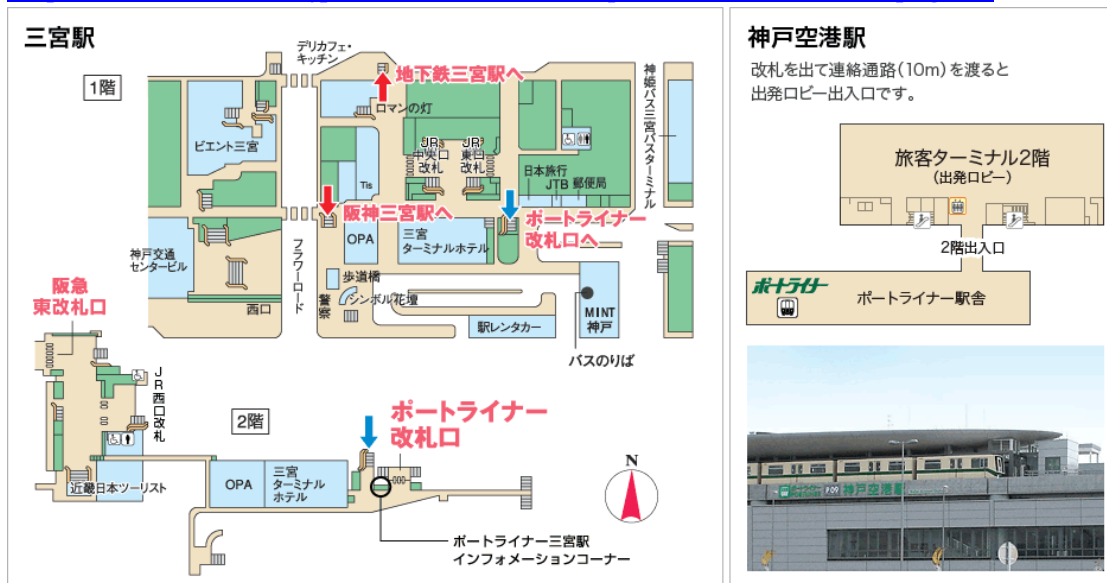 三宮駅
1階
デリカフェ・
キッチン
地下鉄三宮駅へ
ロマンの灯
ビエント三宮
JR
中央口
改札
JR
東口
改札
Tis
日本旅行
JTB
郵便局
神姫バス三宮バスターミナル
阪神三宮駅へ
ポートライナー
改札口へ
OPA
三宮
ターミナルホテル
神戸交通
センタービル
フラワーロード
歩道橋
シンボル花壇
警察
西口
駅レンタカー
MINT
神戸
バスのりば
阪急
東改札口
JR西口改札
2階
ポートライナー
改札口
近畿日本ツーリスト
OPA
三宮
ターミナル
ホテル
N
ポートライナー三宮駅
インフォメーションコーナー
神戸空港駅
改札を出て連絡通路(10m)を渡ると
出発ロビー出入口です。
旅客ターミナル2階
(出発ロビー)
2階出入口
ポートライナー
ポートライナー駅舎
P09 神戸空港駅